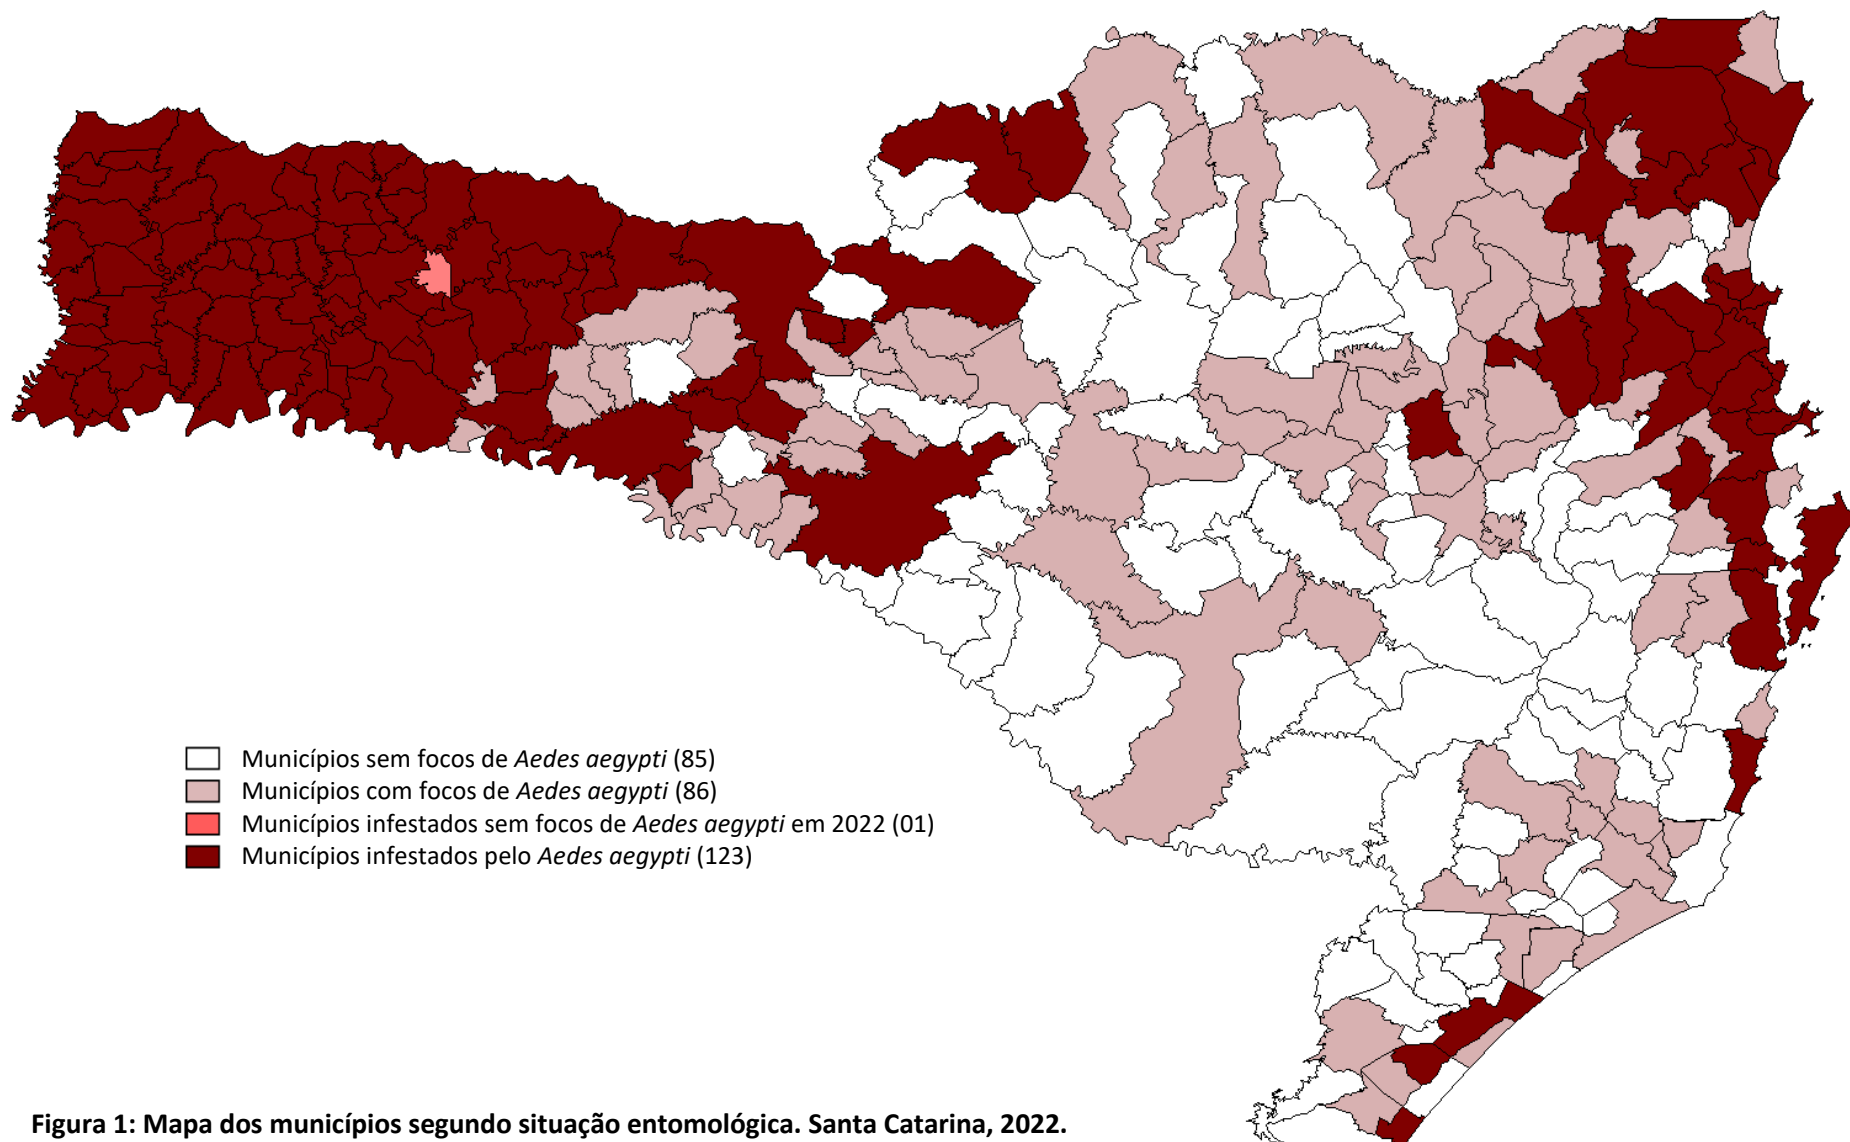 Municípios sem focos de Aedes aegypti (85)
Municípios com focos de Aedes aegypti (86)
Municípios infestados sem focos de Aedes aegypti em 2022 (01)
Municípios infestados pelo Aedes aegypti (123)
Figura 1: Mapa dos municípios segundo situação entomológica. Santa Catarina, 2022.